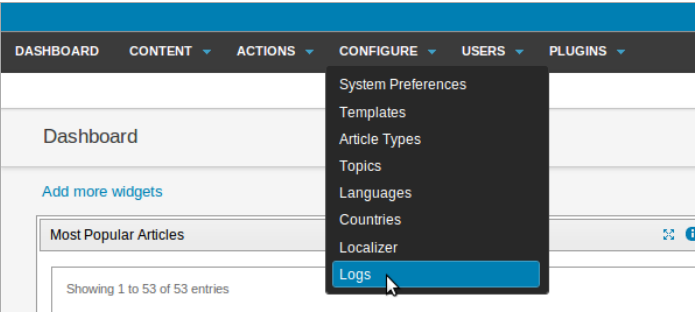 DASHBOARD CONTENT ACTIONS CONFIGURE USERS PLUGINS
System Preferences
Templates
Article Types
Topics
Languages
Countries
Localizer
Logs
Dashboard
Add more widgets
Most Popular Articles
Showing 1 to 53 of 53 entries